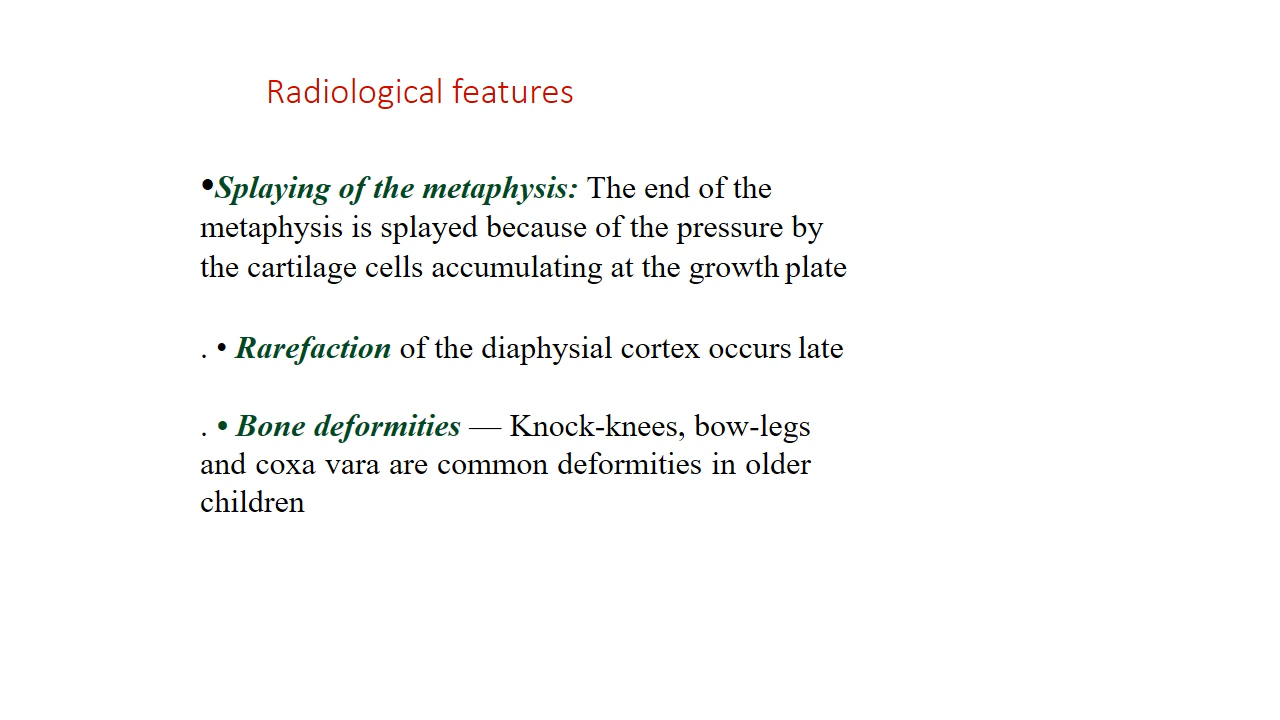 Radiological features
•Splaying of the metaphysis: The end of the
metaphysis is splayed because of the pressure by
the cartilage cells accumulating at the growth plate
. • Rarefaction of the diaphysial cortex occurs late
. • Bone deformities — Knock-knees, bow-legs
and coxa vara are common deformities in older
children